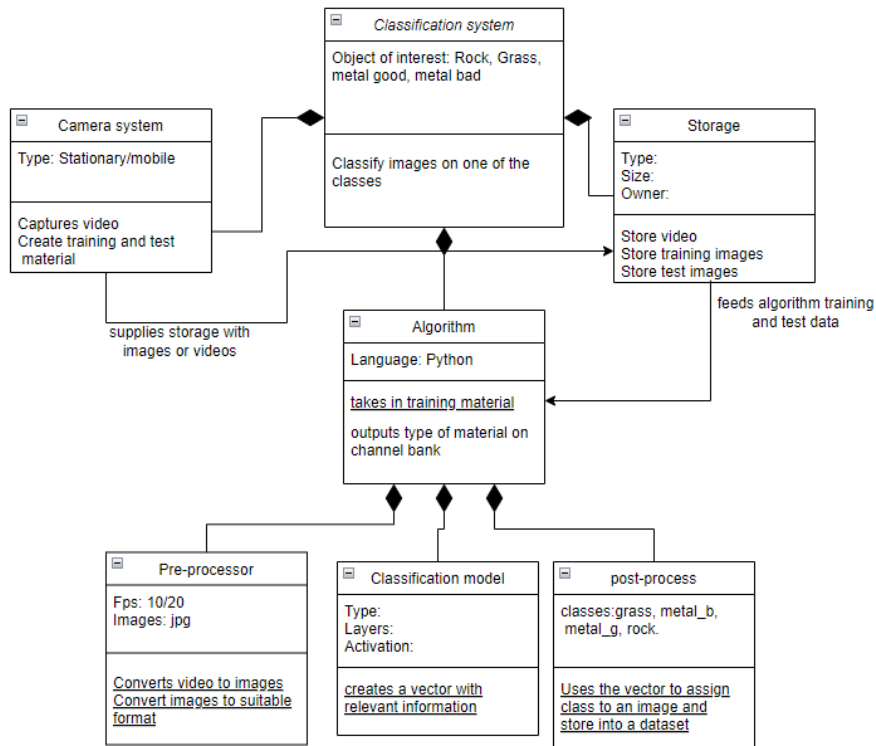 Classification system
Object of interest: Rock, Grass,
metal good, metal bad
Classify images on one of the
classes
Camera system
Type: Stationary/mobile
Captures video
Create training and test
material
Storage
Type:
Size:
Owner:
Store video
Store training images
Store test images
supplies storage with
images or videos
feeds algorithm training
and test data
Algorithm
Language: Python
takes in training material
outputs type of material on
channel bank
Pre-processor
Fps: 10/20
Images: jpg
Converts video to images
Convert images to suitable
format
Classification model
Type:
Layers:
Activation:
creates a vector with
relevant information
post-process
classes:grass, metal_b,
metal_g, rock.
Uses the vector to assign
class to an image and
store into a dataset